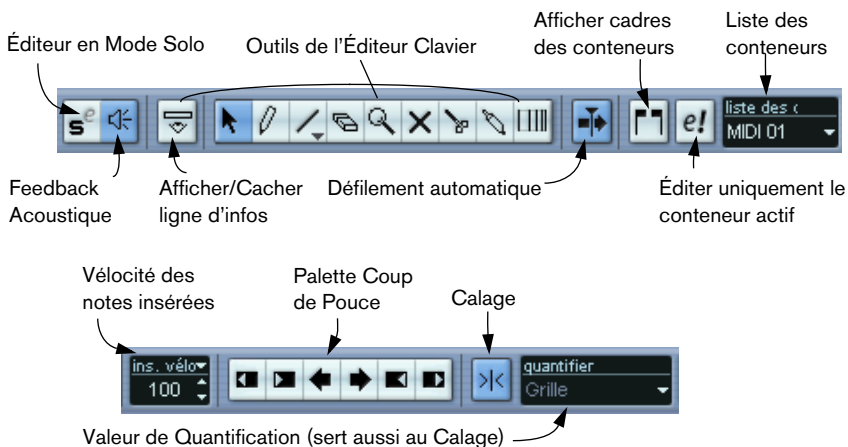 Éditeur en Mode Solo
Outils de l'Éditeur Clavier
Afficher cadres
des conteneurs
Liste des
conteneurs
se
e!
liste des c
MIDI 01
Feedback
Acoustique
Afficher/Cacher
ligne d'infos
Défilement automatique
Éditer uniquement le
conteneur actif
Vélocité des
notes insérées
Palette Coup
de Pouce
Calage
ins. vélo
100
quantifier
Grille
Valeur de Quantification (sert aussi au Calage)